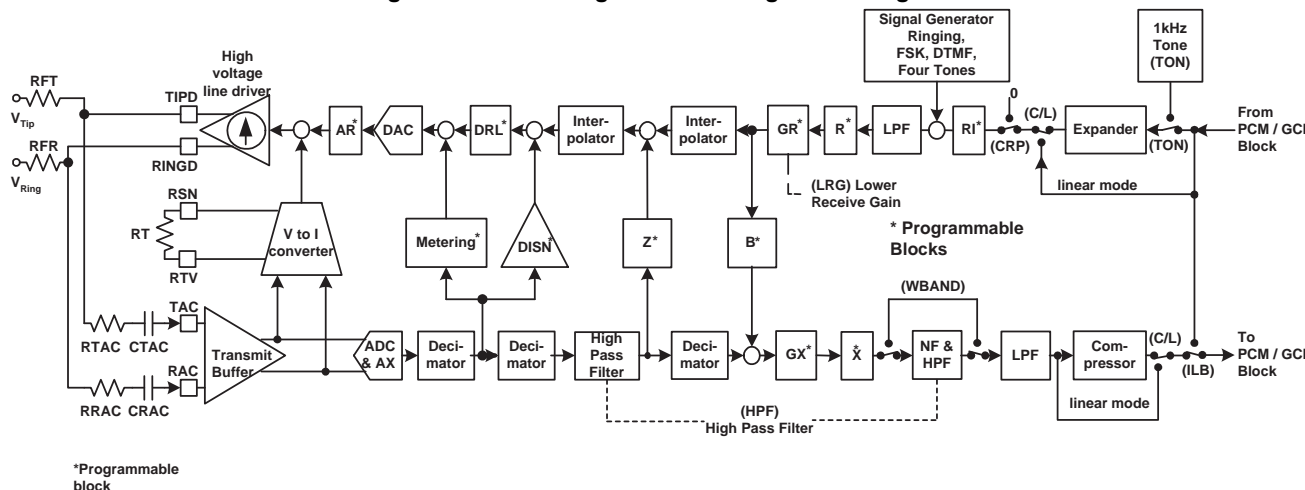 Signal Generator
Ringing,
FSK, DTMF,
Four Tones
1kHz
Tone
(TON)
High
voltage
line driver
RFT
VTip
RFR
VRing
TIPD
RINGD
AR*
DAC
DRL*
Inter-
polator
Inter-
polator
GR*
R*
LPF
RI*
0
(C/L)
(CRP)
Expander
(TON)
From
PCM / GCI
Block
linear mode
(LRG) Lower
Receive Gain
* Programmable
Blocks
RSN
RT
RTV
V to I
converter
Metering*
DISN*
Z*
B*
(WBAND)
TAC
RTAC CTAC
RAC
RRAC CRAC
Transmit
Buffer
ADC
& AX
Deci-
mator
Deci-
mator
High
Pass
Filter
Deci-
mator
GX*
X*
NF &
HPF
LPF
Com-
pressor
(C/L)
(ILB)
To
PCM / GCI
Block
linear mode
(HPF)
High Pass Filter
*Programmable
block